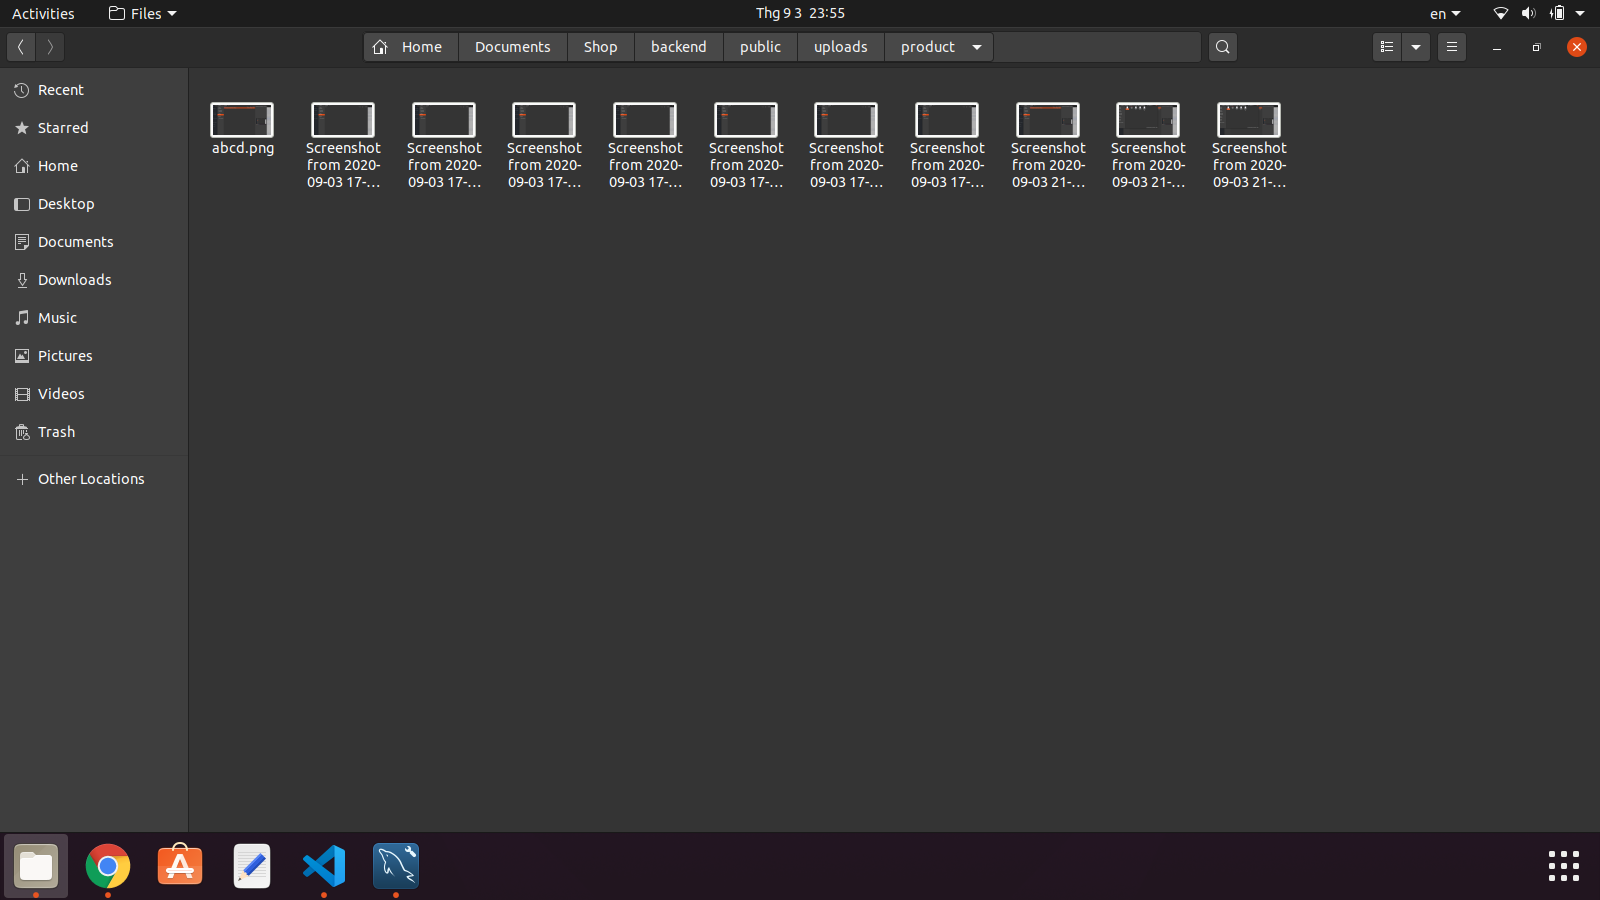 Activities Files Thg 9 3 23:55 en
Home Documents Shop backend public uploads product
Recent
Starred
Home
Desktop
Documents
Downloads
Music
Pictures
Videos
Trash
Other Locations
abcd.png
Screenshot
from 2020-
09-03 17-...
Screenshot
from 2020-
09-03 17-...
Screenshot
from 2020-
09-03 17-...
Screenshot
from 2020-
09-03 17-...
Screenshot
from 2020-
09-03 17-...
Screenshot
from 2020-
09-03 17-...
Screenshot
from 2020-
09-03 17-...
Screenshot
from 2020-
09-03 21-...
Screenshot
from 2020-
09-03 21-...
Screenshot
from 2020-
09-03 21-...